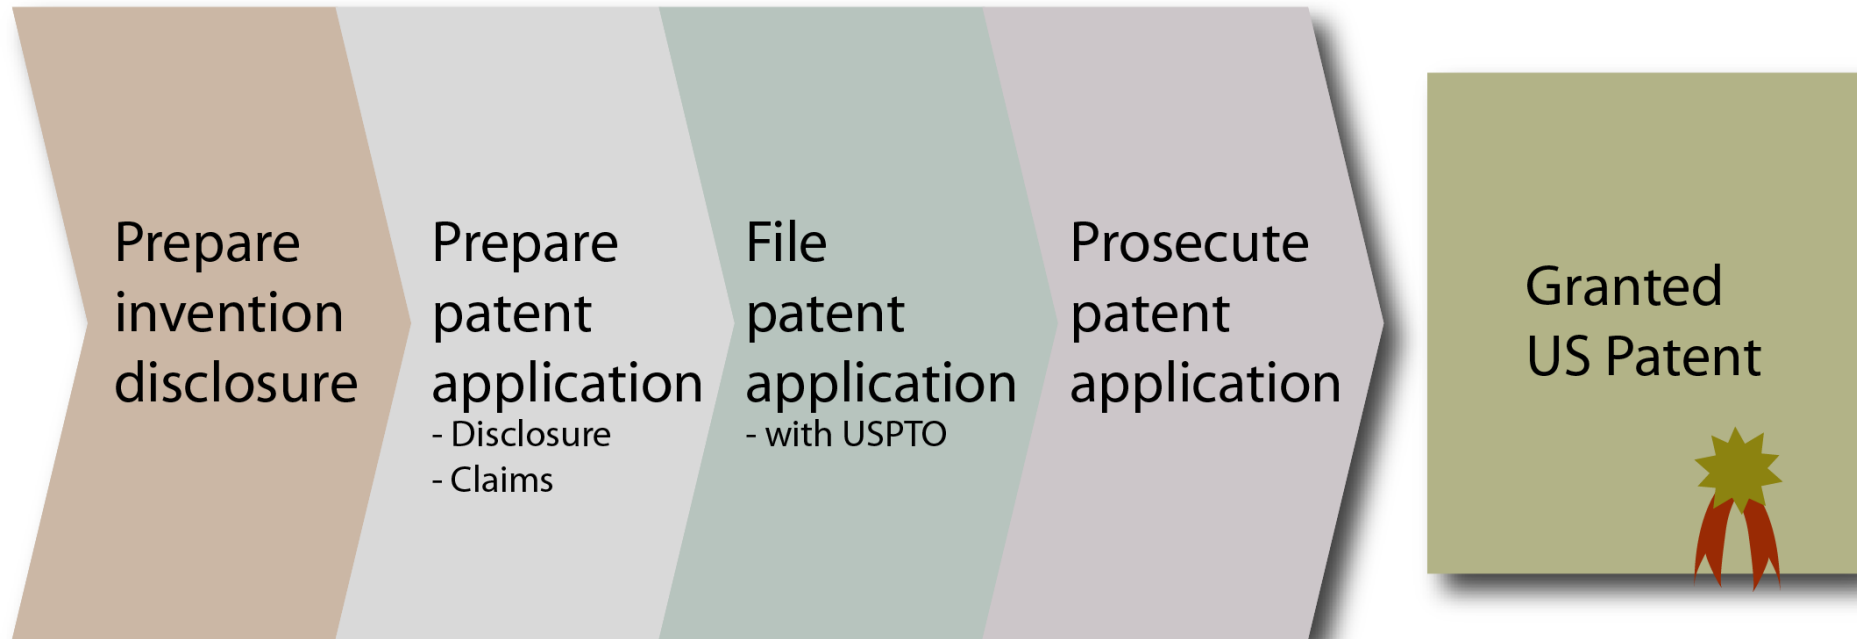 Prepare
invention
disclosure
Prepare
patent
application
- Disclosure
- Claims
File
patent
application
- with USPTO
Prosecute
patent
application
Granted
US Patent